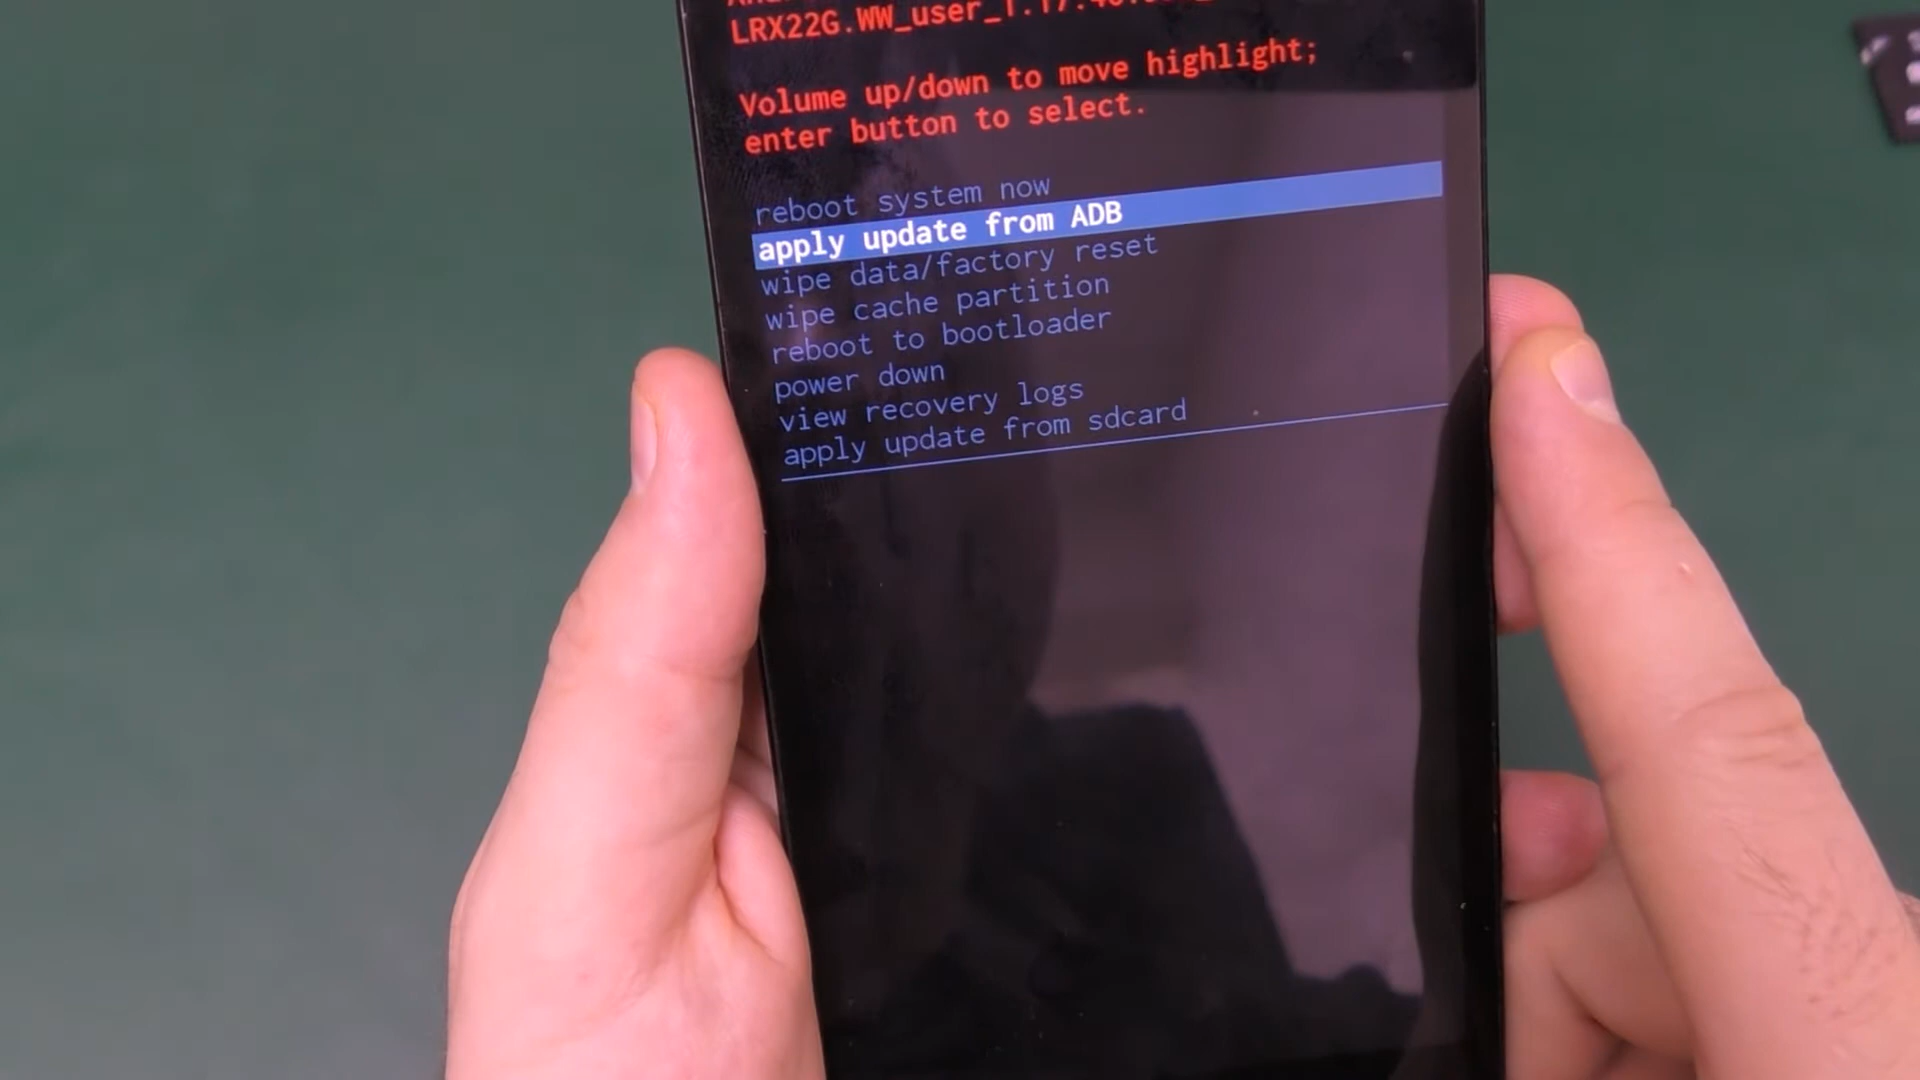 LRX22G.WW_user_
Volume up/down to move highlight;
enter button to select.
reboot system now
apply update from ADB
wipe data/factory reset
wipe cache partition
reboot to bootloader
power down
view recovery logs
apply update from sdcard